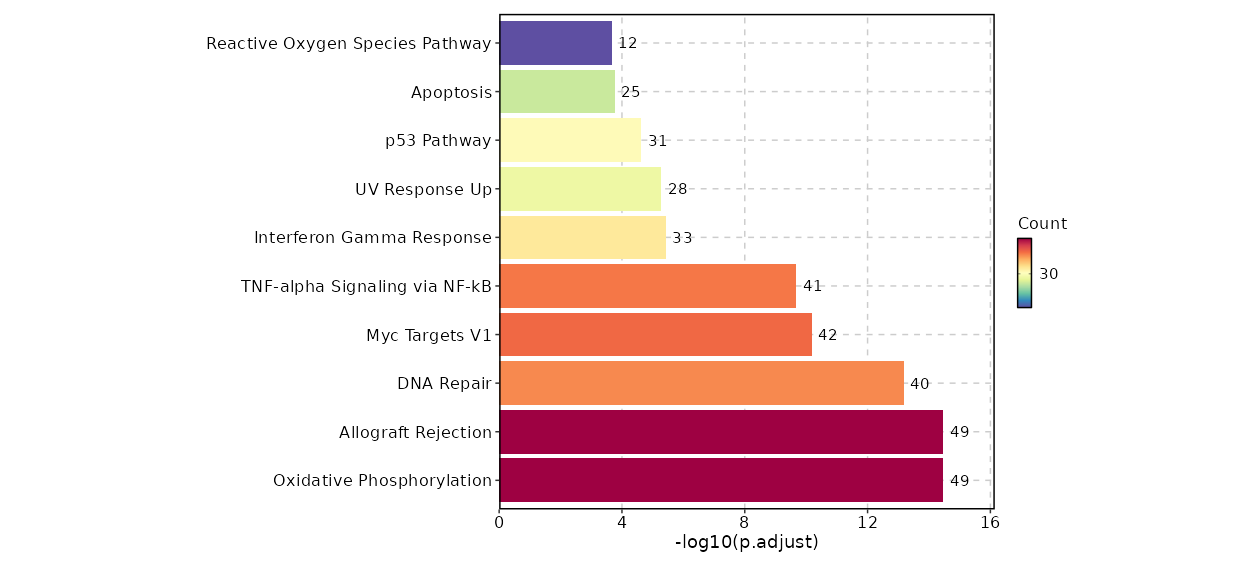 Reactive Oxygen Species Pathway 12
Apoptosis 25
p53 Pathway 31
UV Response Up 28
Interferon Gamma Response 33
TNF-alpha Signaling via NF-kB 41
Myc Targets V1 42
DNA Repair 40
Allograft Rejection 49
Oxidative Phosphorylation 49
0 4 8 12 16
-log10(p.adjust)
Count
30